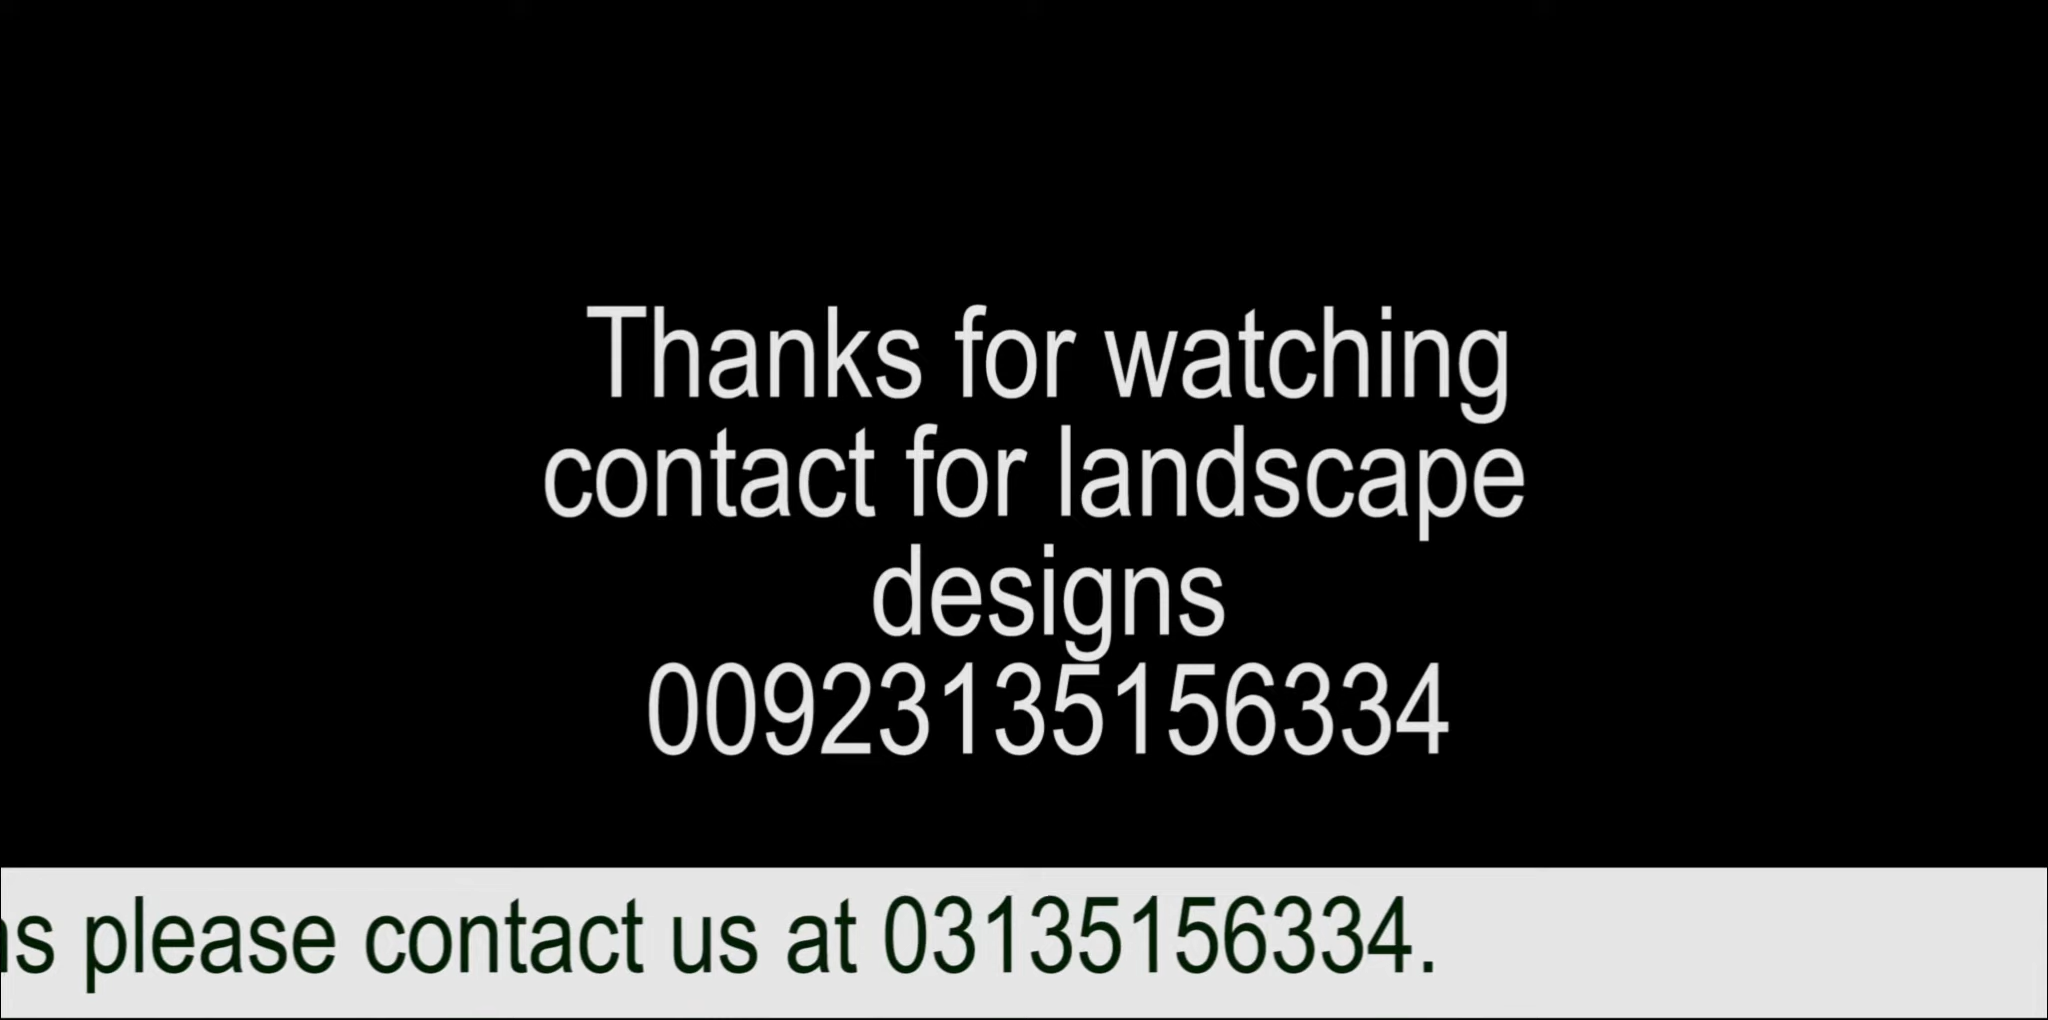 Thanks for watching
contact for landscape
designs
00923135156334
please contact us at 03135156334.